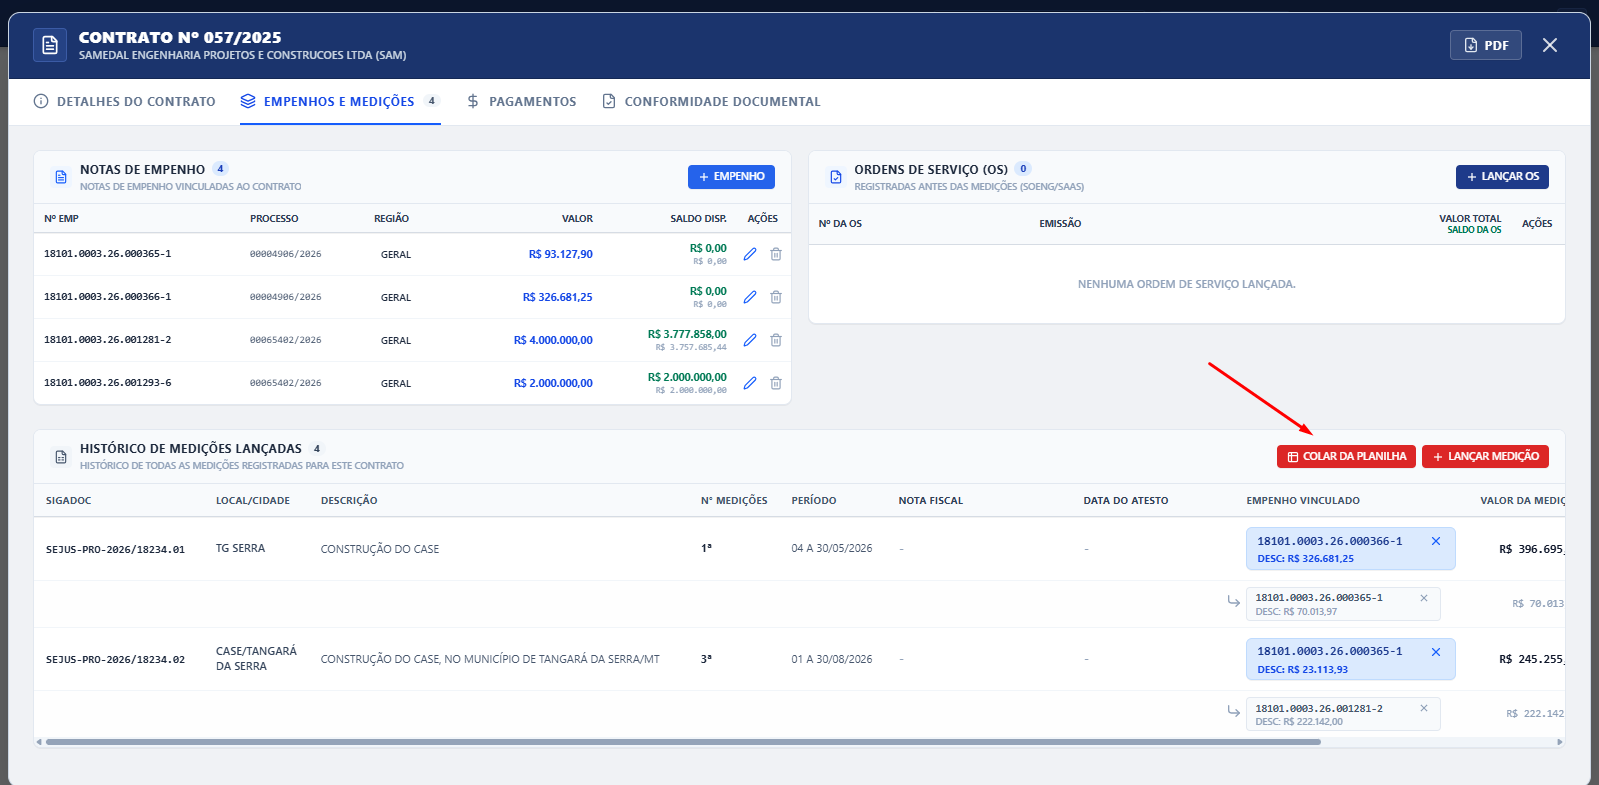 CONTRATO Nº 057/2025
SAMEDAL ENGENHARIA PROJETOS E CONSTRUCOES LTDA (SAM)
PDF
DETALHES DO CONTRATO
EMPENHOS E MEDIÇÕES 4
PAGAMENTOS
CONFORMIDADE DOCUMENTAL
NOTAS DE EMPENHO 4
NOTAS DE EMPENHO VINCULADAS AO CONTRATO
+ EMPENHO
Nº EMP PROCESSO REGIÃO VALOR SALDO DISP. AÇÕES
18101.0003.26.000365-1 00004906/2026 GERAL R$ 93.127,90 R$ 0,00
R$ 0,00
18101.0003.26.000366-1 00004906/2026 GERAL R$ 326.681,25 R$ 0,00
R$ 0,00
18101.0003.26.001281-2 00065402/2026 GERAL R$ 4.000.000,00 R$ 3.777.858,00
R$ 3.757.685,44
18101.0003.26.001293-6 00065402/2026 GERAL R$ 2.000.000,00 R$ 2.000.000,00
R$ 2.000.000,00
ORDENS DE SERVIÇO (OS) 0
REGISTRADAS ANTES DAS MEDIÇÕES (SOENG/SAAS)
+ LANÇAR OS
Nº DA OS EMISSÃO VALOR TOTAL AÇÕES
SALDO DA OS
NENHUMA ORDEM DE SERVIÇO LANÇADA.
HISTÓRICO DE MEDIÇÕES LANÇADAS 4
HISTÓRICO DE TODAS AS MEDIÇÕES REGISTRADAS PARA ESTE CONTRATO
COLAR DA PLANILHA
+ LANÇAR MEDIÇÃO
SIGADOC LOCAL/CIDADE DESCRIÇÃO N° MEDIÇÕES PERÍODO NOTA FISCAL DATA DO ATESTO EMPENHO VINCULADO VALOR DA MEDIÇ
SEJUS-PRO-2026/18234.01 TG SERRA CONSTRUÇÃO DO CASE 1ª 04 A 30/05/2026 - - 18101.0003.26.000366-1 R$ 396.695,
DESC: R$ 326.681,25
18101.0003.26.000365-1 R$ 70.013
DESC: R$ 70.013,97
SEJUS-PRO-2026/18234.02 CASE/TANGARÁ DA SERRA CONSTRUÇÃO DO CASE, NO MUNICÍPIO DE TANGARÁ DA SERRA/MT 3ª 01 A 30/08/2026 - - 18101.0003.26.000365-1 R$ 245.255,
DESC: R$ 23.113,93
18101.0003.26.001281-2 R$ 222.142
DESC: R$ 222.142,00